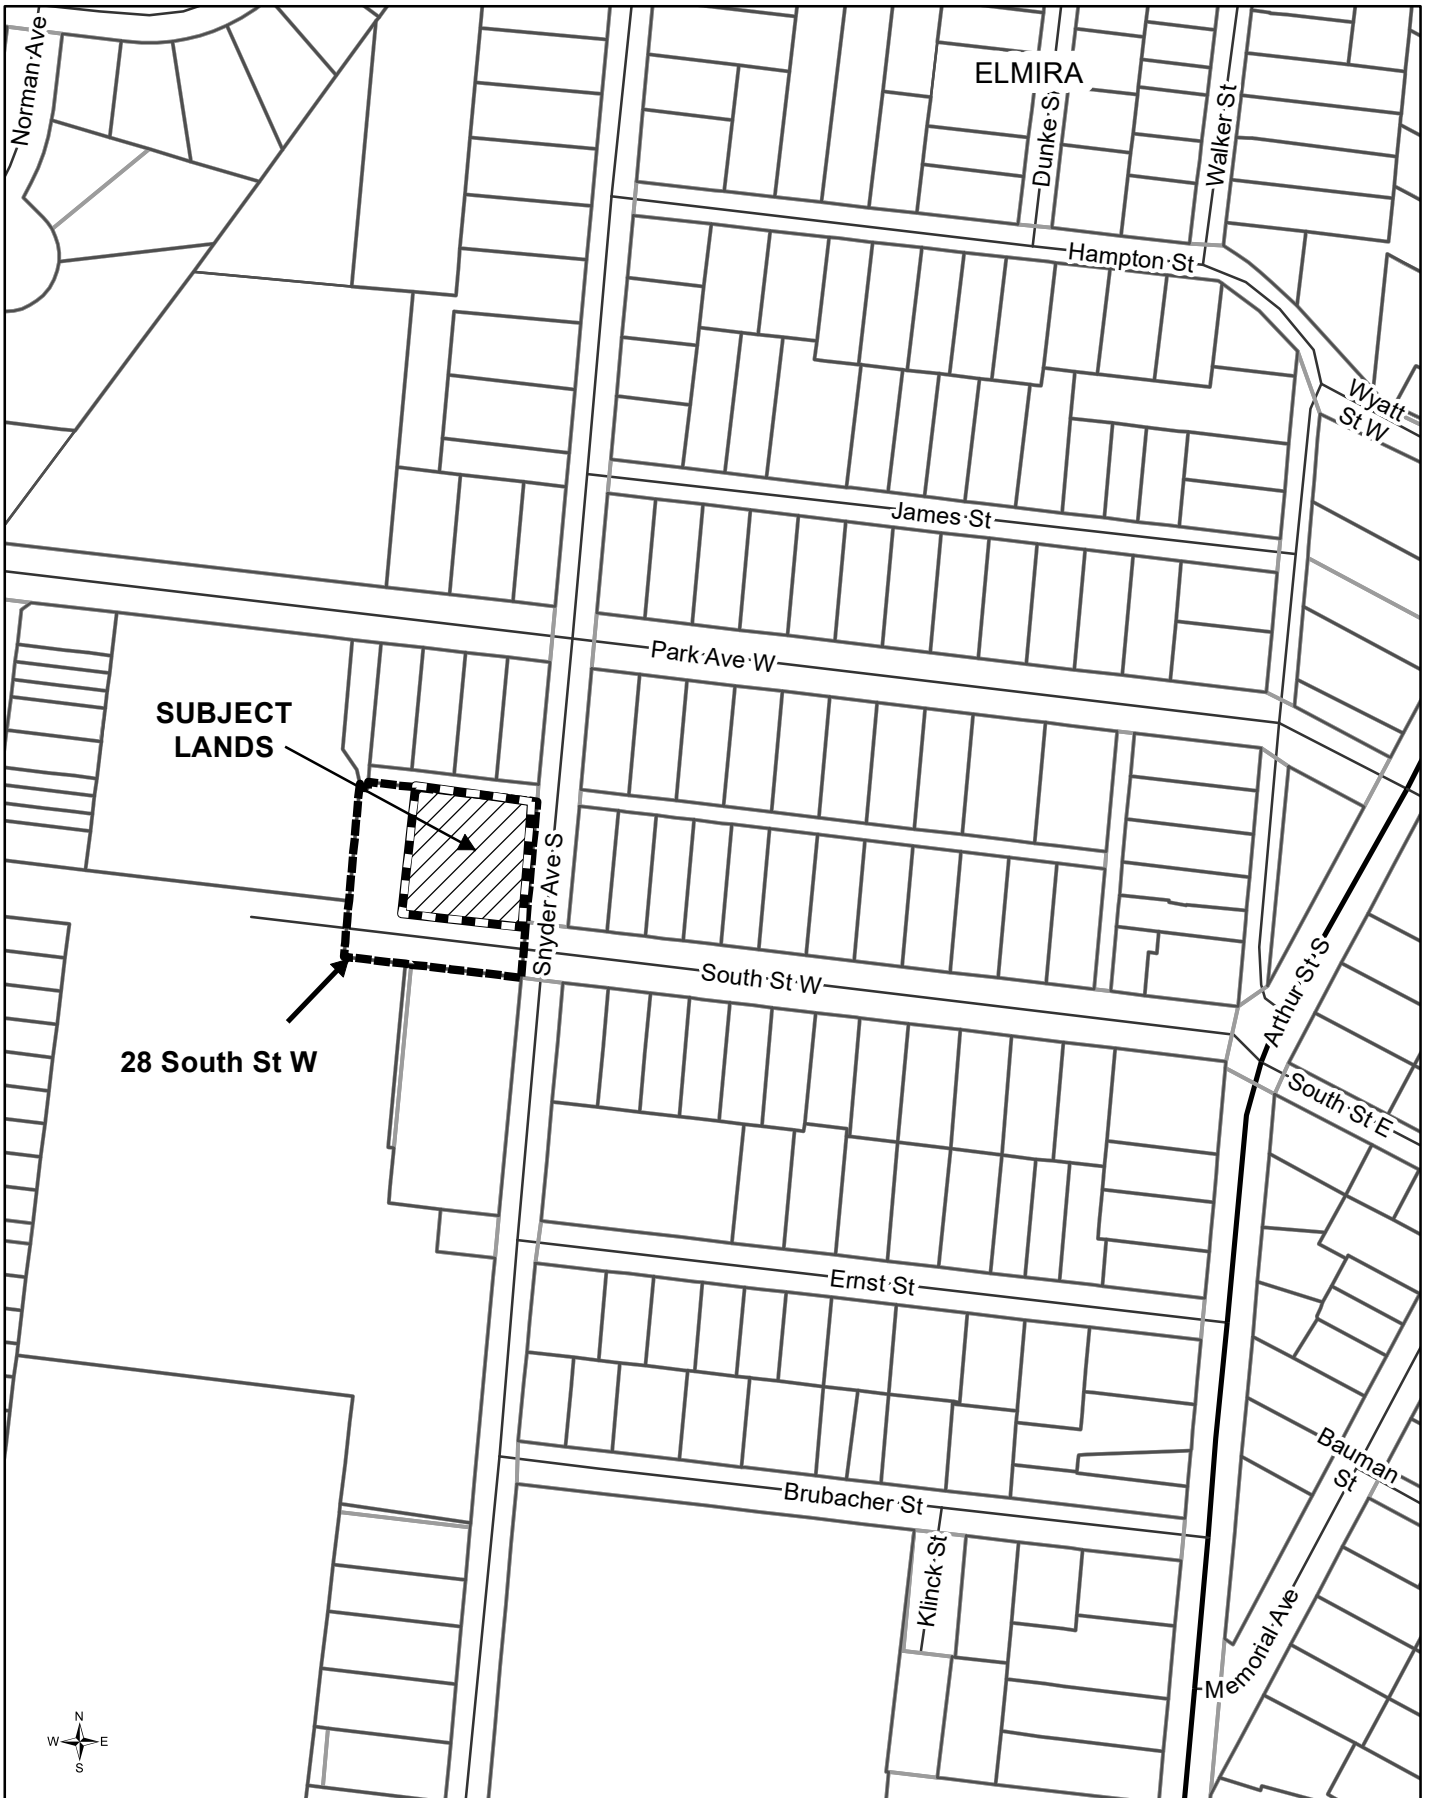 Norman Ave
ELMIRA
Dunke St
Walker St
Hampton St
Wyatt
St W
James St
Park Ave W
SUBJECT
LANDS
Snyder Ave S
South St W
Arthur St S
28 South St W
South St E
Ernst St
Bauman
St
Brubacher St
Klinck St
Memorial Ave
N
W E
S